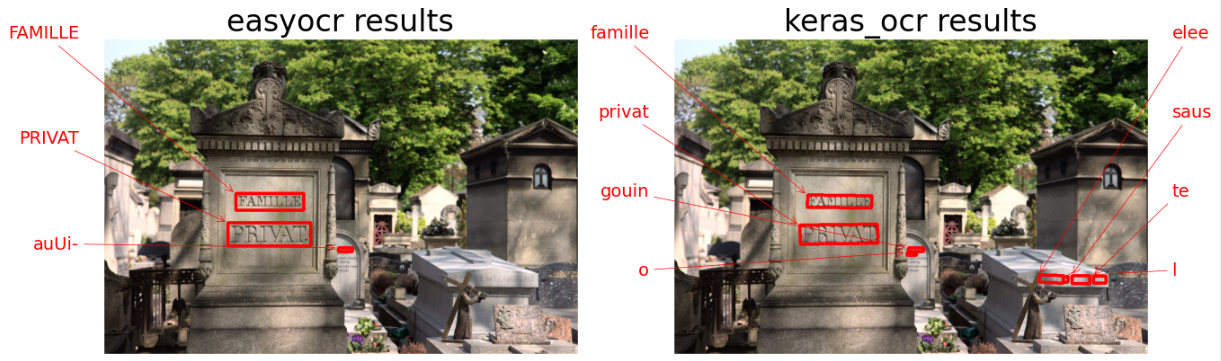 easyocr results
keras_ocr results
FAMILLE
famille
elee
PRIVAT
privat
saus
gouin
te
auUi-
o
l
FAMILLE
PRIVAT.
FAMILLE
PRIVAT.